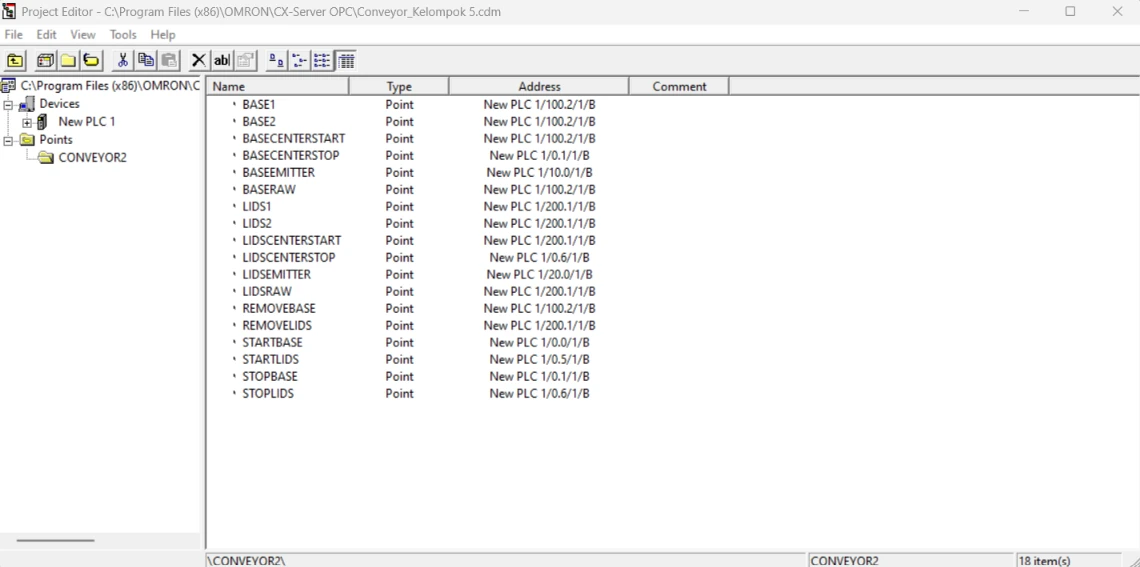 Project Editor - C:\Program Files (x86)\OMRON\CX-Server OPC\Conveyor_Kelompok 5.cdm
File Edit View Tools Help
C:\Program Files (x86)\OMRON\C
Devices
New PLC 1
Points
CONVEYOR2
Name Type Address Comment
BASE1 Point New PLC 1/100.2/1/B
BASE2 Point New PLC 1/100.2/1/B
BASECENTERSTART Point New PLC 1/100.2/1/B
BASECENTERSTOP Point New PLC 1/0.1/1/B
BASEEMITTER Point New PLC 1/10.0/1/B
BASERAW Point New PLC 1/100.2/1/B
LIDS1 Point New PLC 1/200.1/1/B
LIDS2 Point New PLC 1/200.1/1/B
LIDSCENTERSTART Point New PLC 1/200.1/1/B
LIDSCENTERSTOP Point New PLC 1/0.6/1/B
LIDSEMITTER Point New PLC 1/20.0/1/B
LIDSRAW Point New PLC 1/200.1/1/B
REMOVEBASE Point New PLC 1/100.2/1/B
REMOVELIDS Point New PLC 1/200.1/1/B
STARTBASE Point New PLC 1/0.0/1/B
STARTLIDS Point New PLC 1/0.5/1/B
STOPBASE Point New PLC 1/0.1/1/B
STOPLIDS Point New PLC 1/0.6/1/B
\CONVEYOR2\ CONVEYOR2 18 item(s)